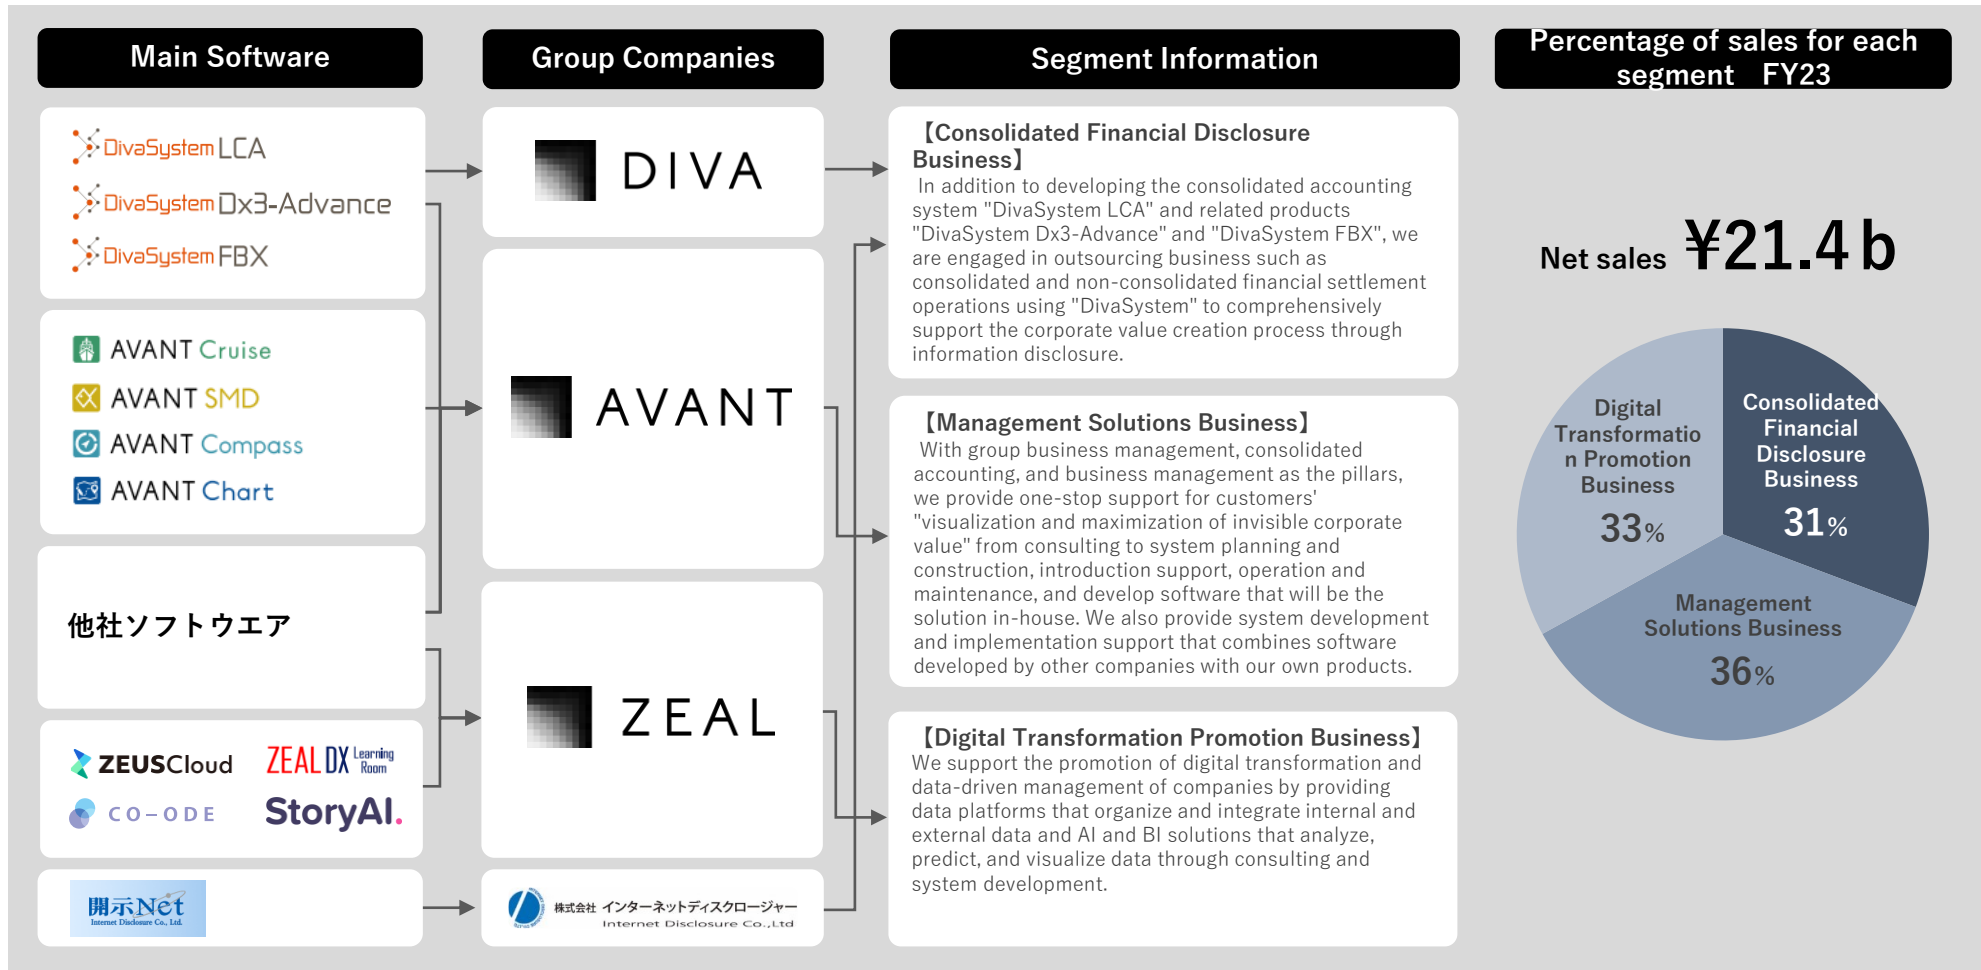 Main Software
Group Companies
Segment Information
Percentage of sales for each
segment FY23
DivaSystem LCA
DivaSystem Dx3-Advance
DivaSystem FBX
AVANT Cruise
AVANT SMD
AVANT Compass
AVANT Chart
他社ソフトウエア
ZEUSCloud
ZEAL DX Learning
Room
CO-ODE
StoryAI.
開示Net
Internet Disclosure Co., Ltd.
DIVA
AVANT
ZEAL
株式会社 インターネットディスクロージャー
Internet Disclosure Co.,Ltd
【Consolidated Financial Disclosure
Business】
In addition to developing the consolidated accounting
system "DivaSystem LCA" and related products
"DivaSystem Dx3-Advance" and "DivaSystem FBX", we
are engaged in outsourcing business such as
consolidated and non-consolidated financial settlement
operations using "DivaSystem" to comprehensively
support the corporate value creation process through
information disclosure.
【Management Solutions Business】
With group business management, consolidated
accounting, and business management as the pillars,
we provide one-stop support for customers'
"visualization and maximization of invisible corporate
value" from consulting to system planning and
construction, introduction support, operation and
maintenance, and develop software that will be the
solution in-house. We also provide system development
and implementation support that combines software
developed by other companies with our own products.
【Digital Transformation Promotion Business】
We support the promotion of digital transformation and
data-driven management of companies by providing
data platforms that organize and integrate internal and
external data and AI and BI solutions that analyze,
predict, and visualize data through consulting and
system development.
Net sales ¥21.4 b
Digital
Transformatio
n Promotion
Business
33%
Consolidated
Financial
Disclosure
Business
31%
Management
Solutions Business
36%